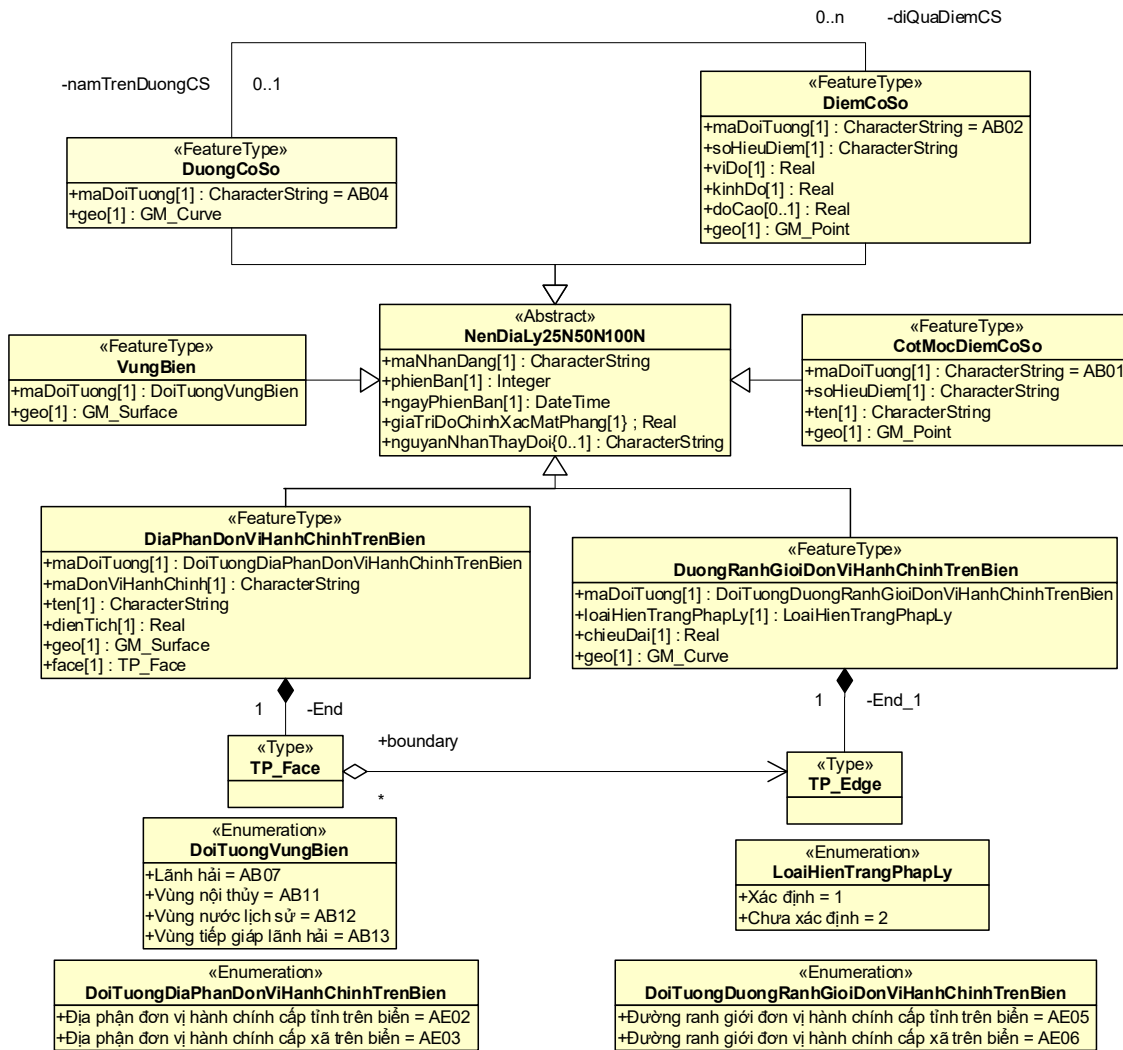 0..n -diQuaDiemCS
-namTrenDuongCS 0..1
«FeatureType»
DiemCoSo
+maDoiTuong[1] : CharacterString = AB02
+soHieuDiem[1] : CharacterString
+viDo[1] : Real
+kinhDo[1] : Real
+doCao[0..1] : Real
+geo[1] : GM_Point
«FeatureType»
DuongCoSo
+maDoiTuong[1] : CharacterString = AB04
+geo[1] : GM_Curve
«Abstract»
NenDiaLy25N50N100N
+maNhanDang[1] : CharacterString
+phienBan[1] : Integer
+ngayPhienBan[1] : DateTime
+giaTriDoChinhXacMatPhang[1} ; Real
+nguyanNhanThayDoi{0..1] : CharacterString
«FeatureType»
VungBien
+maDoiTuong[1] : DoiTuongVungBien
+geo[1] : GM_Surface
«FeatureType»
CotMocDiemCoSo
+maDoiTuong[1] : CharacterString = AB01
+soHieuDiem[1] : CharacterString
+ten[1] : CharacterString
+geo[1] : GM_Point
«FeatureType»
DiaPhanDonViHanhChinhTrenBien
+maDoiTuong[1] : DoiTuongDiaPhanDonViHanhChinhTrenBien
+maDonViHanhChinh[1] : CharacterString
+ten[1] : CharacterString
+dienTich[1] : Real
+geo[1] : GM_Surface
+face[1] : TP_Face
«FeatureType»
DuongRanhGioiDonViHanhChinhTrenBien
+maDoiTuong[1] : DoiTuongDuongRanhGioiDonViHanhChinhTrenBien
+loaiHienTrangPhapLy[1] : LoaiHienTrangPhapLy
+chieuDai[1] : Real
+geo[1] : GM_Curve
1 -End
1 -End_1
«Type»
TP_Face
+boundary
*
«Type»
TP_Edge
«Enumeration»
DoiTuongVungBien
+Lãnh hải = AB07
+Vùng nội thủy = AB11
+Vùng nước lịch sử = AB12
+Vùng tiếp giáp lãnh hải = AB13
«Enumeration»
LoaiHienTrangPhapLy
+Xác định = 1
+Chưa xác định = 2
«Enumeration»
DoiTuongDiaPhanDonViHanhChinhTrenBien
+Địa phận đơn vị hành chính cấp tỉnh trên biển = AE02
+Địa phận đơn vị hành chính cấp xã trên biển = AE03
«Enumeration»
DoiTuongDuongRanhGioiDonViHanhChinhTrenBien
+Đường ranh giới đơn vị hành chính cấp tỉnh trên biển = AE05
+Đường ranh giới đơn vị hành chính cấp xã trên biển = AE06